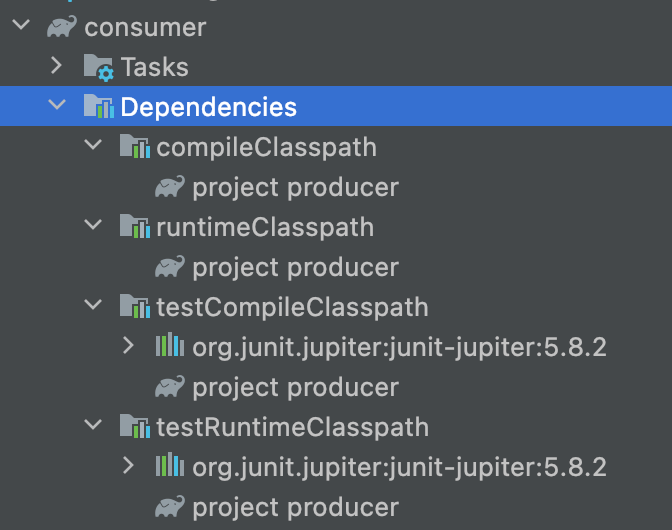 consumer
Tasks
Dependencies
compileClasspath
project producer
runtimeClasspath
project producer
testCompileClasspath
org.junit.jupiter:junit-jupiter:5.8.2
project producer
testRuntimeClasspath
org.junit.jupiter:junit-jupiter:5.8.2
project producer